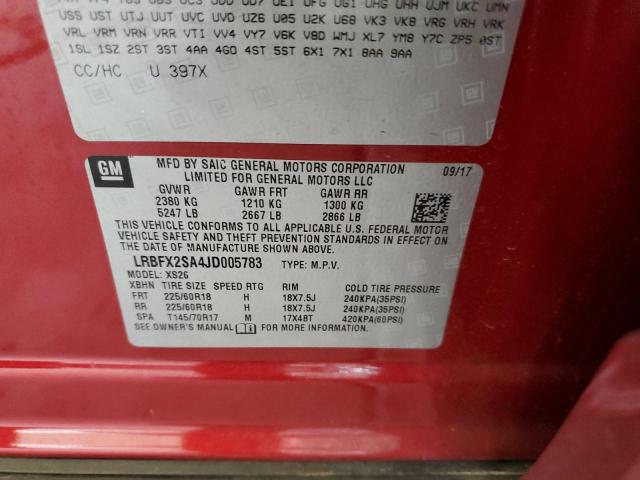 USS UST UTJ UUT UVC UVD UZ6 U05 U2K U68 VK3 VK8 VRG VRH VRK
VRL VRM VRN VRR VTI VV4 VY7 V6K V8D WMJ XL7 YM8 Y7C ZP5 0ST
1SL 1SZ 2ST 3ST 4AA 4G0 4ST 5ST 6X1 7X1 8AA 9AA
CC/HC U 397X
GM
MFD BY SAIC GENERAL MOTORS CORPORATION
LIMITED FOR GENERAL MOTORS LLC
09/17
GVWR GAWR FRT GAWR RR
2380 KG 1210 KG 1300 KG
5247 LB 2667 LB 2866 LB
THIS VEHICLE CONFORMS TO ALL APPLICABLE U.S. FEDERAL MOTOR
VEHICLE SAFETY AND THEFT PREVENTION STANDARDS IN EFFECT ON
THE DATE OF MANUFACTURE SHOWN ABOVE.
LRBFX2SA4JD005783 TYPE: M.P.V.
MODEL: XS26
XBHN TIRE SIZE SPEED RTG RIM COLD TIRE PRESSURE
FRT 225/60R18 H 18X7.5J 240KPA(35PSI)
RR 225/60R18 H 18X7.5J 240KPA(35PSI)
SPA T145/70R17 M 17X4BT 420KPA(60PSI)
SEE OWNER'S MANUAL FOR MORE INFORMATION.